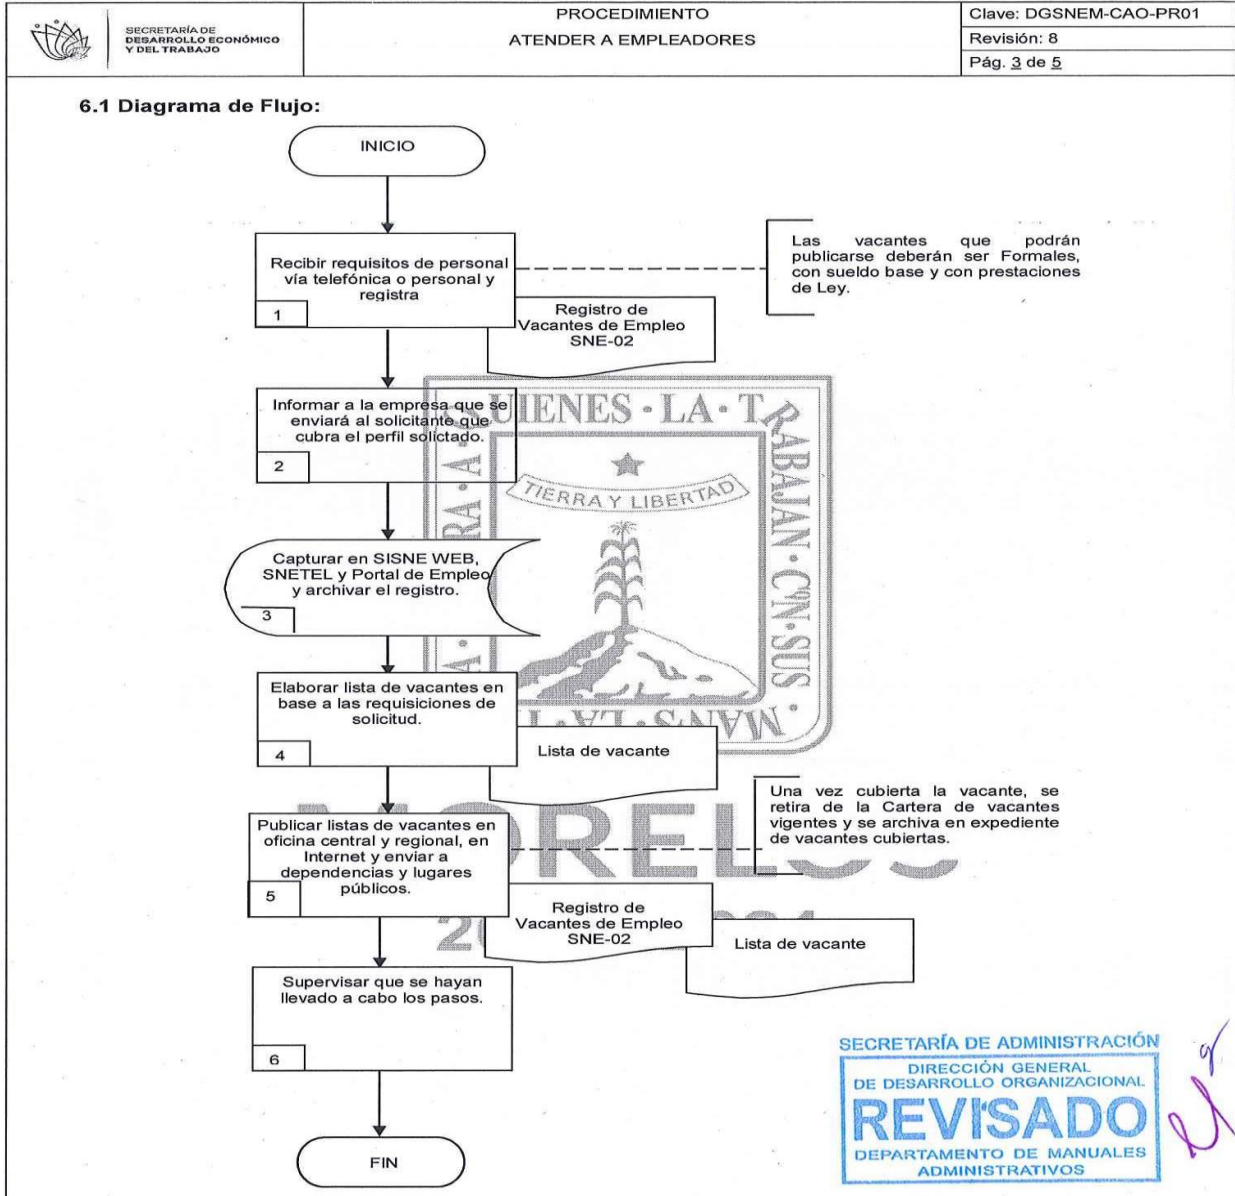 SECRETARÍA DE
DESARROLLO ECONÓMICO
Y DEL TRABAJO
PROCEDIMIENTO
ATENDER A EMPLEADORES
Clave: DGSNEM-CAO-PR01
Revisión: 8
Pág. 3 de 5
6.1 Diagrama de Flujo:
INICIO
Recibir requisitos de personal
vía telefónica o personal y
registra
1
Las vacantes que podrán
publicarse deberán ser Formales,
con sueldo base y con prestaciones
de Ley.
Registro de
Vacantes de Empleo
SNE-02
Informar a la empresa que se
enviará al solicitante que
cubra el perfil solictado.
2
TIERRA Y LIBERTAD
Capturar en SISNE WEB,
SNETEL y Portal de Empleo
y archivar el registro.
3
Elaborar lista de vacantes en
base a las requisiciones de
solicitud.
4
Lista de vacante
Publicar listas de vacantes en
oficina central y regional, en
Internet y enviar a
dependencias y lugares
públicos.
5
Una vez cubierta la vacante, se
retira de la Cartera de vacantes
vigentes y se archiva en expediente
de vacantes cubiertas.
MORELOS
Registro de
Vacantes de Empleo
SNE-02
Lista de vacante
Supervisar que se hayan
llevado a cabo los pasos.
6
FIN
SECRETARÍA DE ADMINISTRACIÓN
DIRECCIÓN GENERAL
DE DESARROLLO ORGANIZACIONAL
REVISADO
DEPARTAMENTO DE MANUALES
ADMINISTRATIVOS